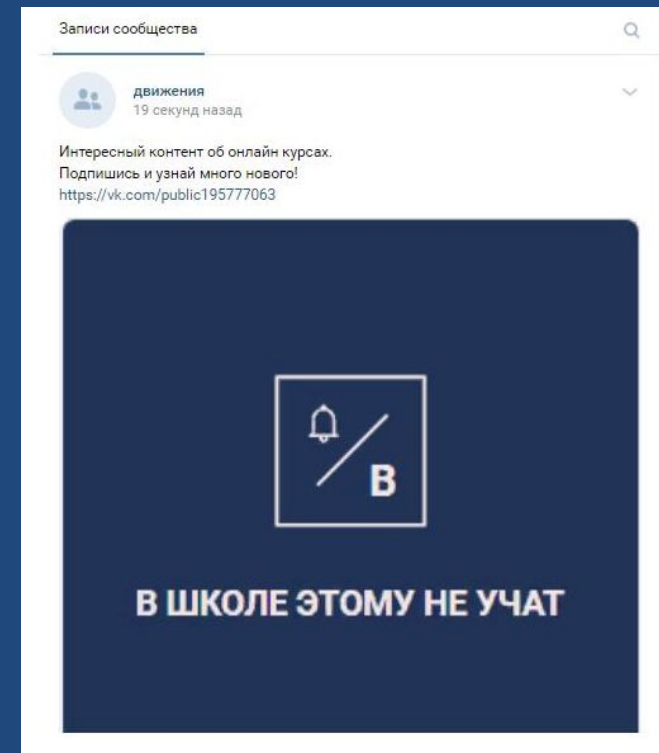 Записи сообщества
движения
19 секунд назад
Интересный контент об онлайн курсах.
Подпишись и узнай много нового!
https://vk.com/public195777063
В
В ШКОЛЕ ЭТОМУ НЕ УЧАТ